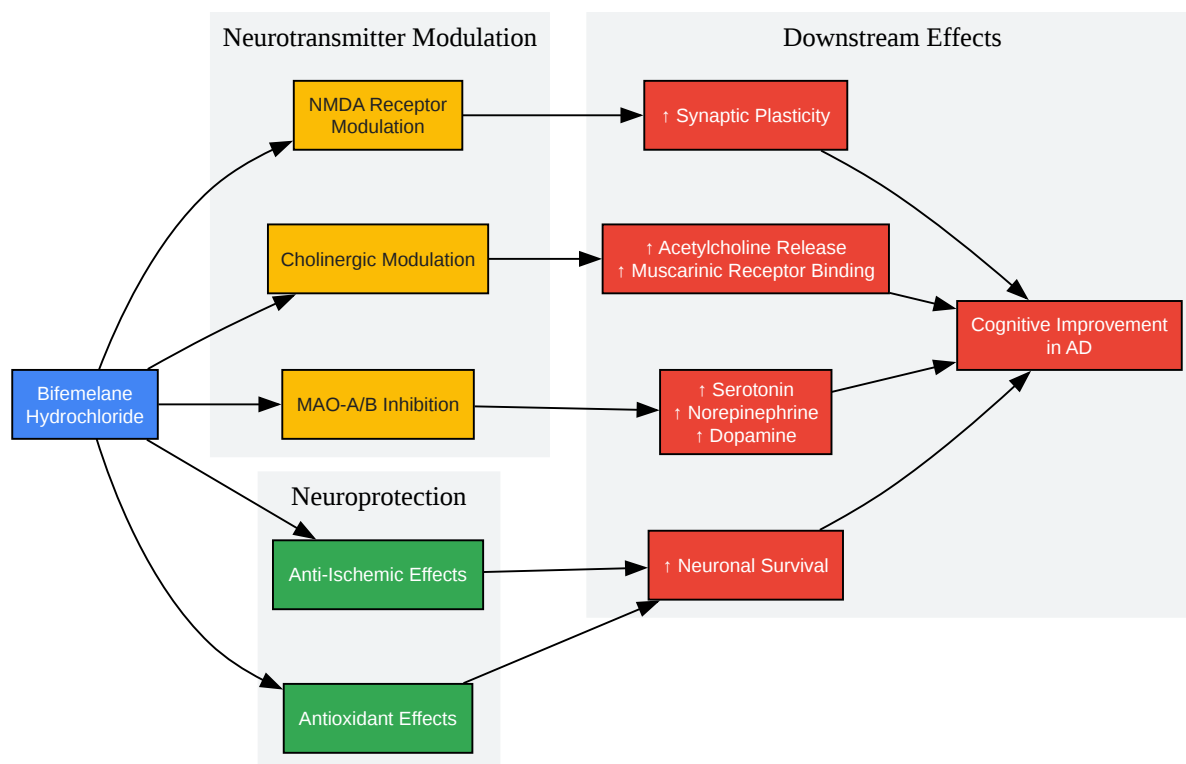 Neurotransmitter Modulation
Downstream Effects
NMDA Receptor
Modulation
↑ Synaptic Plasticity
Cholinergic Modulation
↑ Acetylcholine Release
↑ Muscarinic Receptor Binding
Cognitive Improvement
in AD
Bifemelane
Hydrochloride
MAO-A/B Inhibition
↑ Serotonin
↑ Norepinephrine
↑ Dopamine
Neuroprotection
Anti-Ischemic Effects
↑ Neuronal Survival
Antioxidant Effects